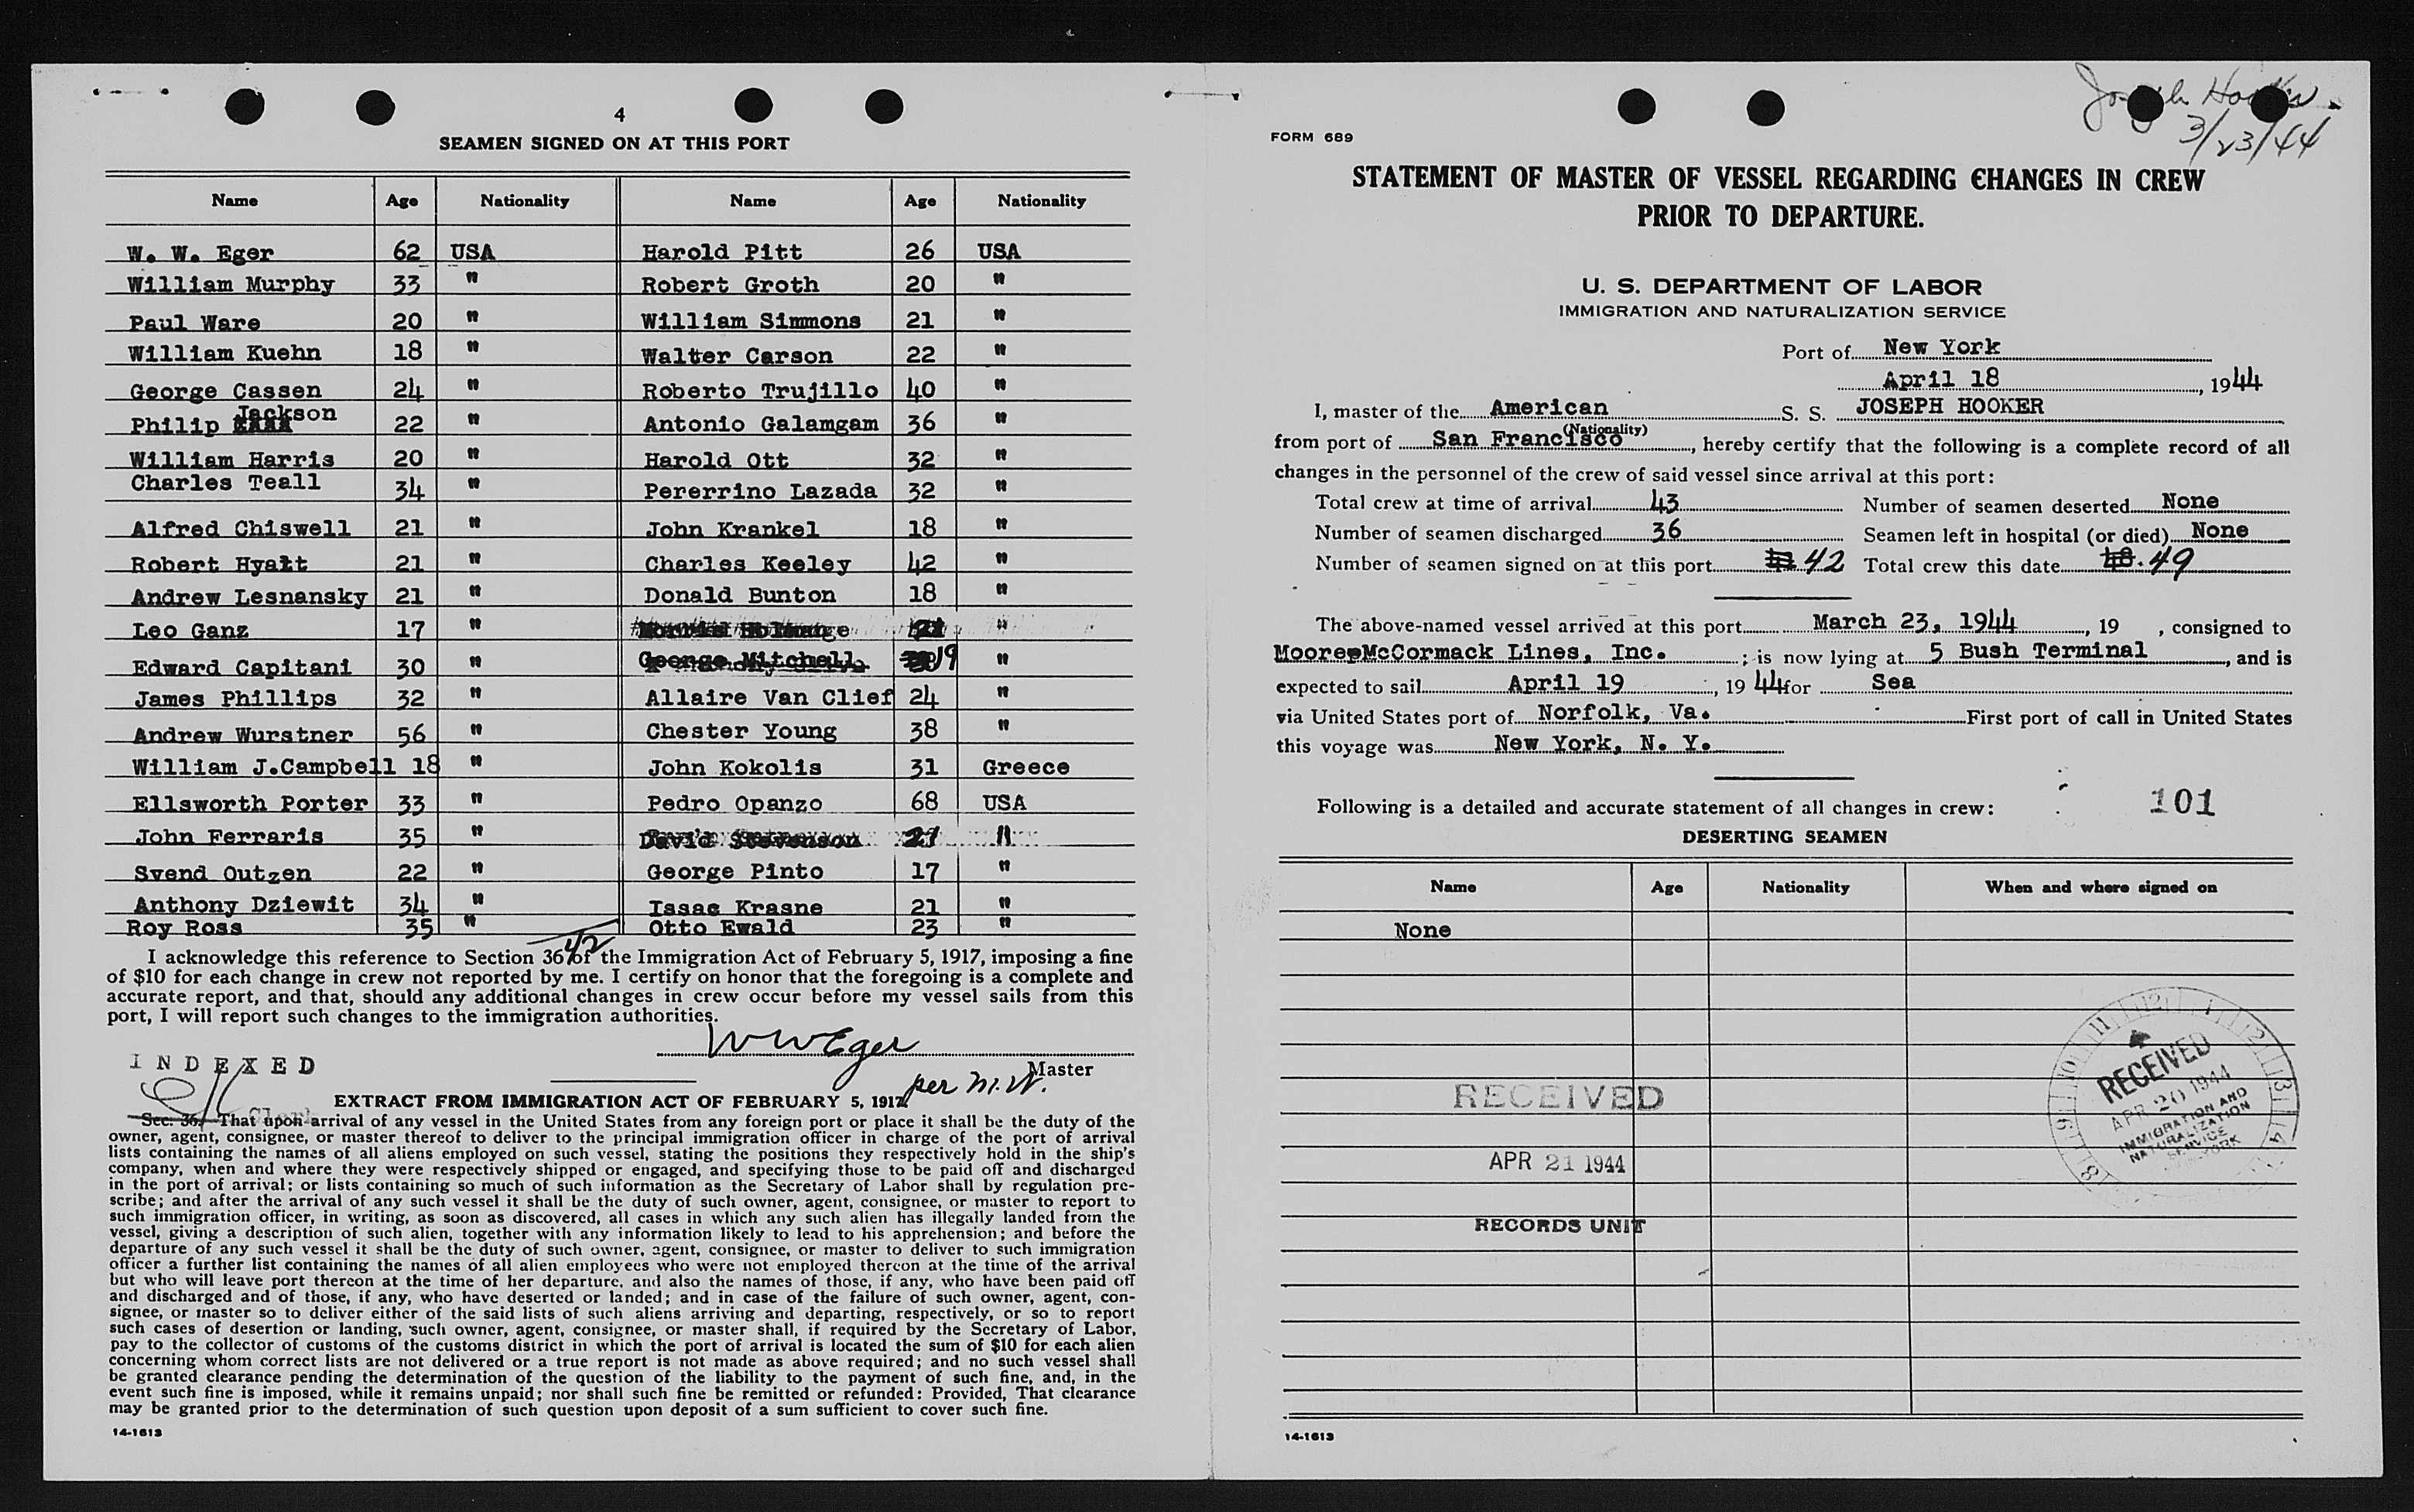 4
SEAMEN SIGNED ON AT THIS PORT
Name Age Nationality Name Age Nationality
W. W. Eger 62 USA Harold Pitt 26 USA
William Murphy 33 " Robert Groth 20 "
Paul Ware 20 " William Simmons 21 "
William Kuehn 18 " Walter Carson 22 "
George Cassen 24 " Roberto Trujillo 40 "
Philip Jackson 22 " Antonio Galamgam 36 "
William Harris 20 " Harold Ott 32 "
Charles Teall 34 " Pererrino Lazada 32 "
Alfred Chiswell 21 " John Krankel 18 "
Robert Hyatt 21 " Charles Keeley 42 "
Andrew Lesnansky 21 " Donald Bunton 18 "
Leo Ganz 17 " "
Edward Capitani 30 " George Mitchell 19 "
James Phillips 32 " Allaire Van Clief 24 "
Andrew Wurstner 56 " Chester Young 38 "
William J.Campbell 18 " John Kokolis 31 Greece
Ellsworth Porter 33 " Pedro Opanzo 68 USA
John Ferraris 35 " David Stevenson 21 "
Svend Outzen 22 " George Pinto 17 "
Anthony Dziewit 34 " Issac Krasne 21 "
Roy Ross 35 " Otto Ewald 23 "
42
I acknowledge this reference to Section 36 of the Immigration Act of February 5, 1917, imposing a fine
of $10 for each change in crew not reported by me. I certify on honor that the foregoing is a complete and
accurate report, and that, should any additional changes in crew occur before my vessel sails from this
port, I will report such changes to the immigration authorities.
W W Eger
INDEXED
Master
per M.W.
EXTRACT FROM IMMIGRATION ACT OF FEBRUARY 5, 1917
Clerk
Sec. 36. That upon arrival of any vessel in the United States from any foreign port or place it shall be the duty of the
owner, agent, consignee, or master thereof to deliver to the principal immigration officer in charge of the port of arrival
lists containing the names of all aliens employed on such vessel, stating the positions they respectively hold in the ship's
company, when and where they were respectively shipped or engaged, and specifying those to be paid off and discharged
in the port of arrival; or lists containing so much of such information as the Secretary of Labor shall by regulation pre-
scribe; and after the arrival of any such vessel it shall be the duty of such owner, agent, consignee, or master to report to
such immigration officer, in writing, as soon as discovered, all cases in which any such alien has illegally landed from the
vessel, giving a description of such alien, together with any information likely to lead to his apprehension; and before the
departure of any such vessel it shall be the duty of such owner, agent, consignee, or master to deliver to such immigration
officer a further list containing the names of all alien employees who were not employed thereon at the time of the arrival
but who will leave port thereon at the time of her departure, and also the names of those, if any, who have been paid off
and discharged and of those, if any, who have deserted or landed; and in case of the failure of such owner, agent, con-
signee, or master so to deliver either of the said lists of such aliens arriving and departing, respectively, or so to report
such cases of desertion or landing, such owner, agent, consignee, or master shall, if required by the Secretary of Labor,
pay to the collector of customs of the customs district in which the port of arrival is located the sum of $10 for each alien
concerning whom correct lists are not delivered or a true report is not made as above required; and no such vessel shall
be granted clearance pending the determination of the question of the liability to the payment of such fine, and, in the
event such fine is imposed, while it remains unpaid; nor shall such fine be remitted or refunded: Provided, That clearance
may be granted prior to the determination of such question upon deposit of a sum sufficient to cover such fine.
14-1613
Joseph Hooker
3/23/44
FORM 689
STATEMENT OF MASTER OF VESSEL REGARDING CHANGES IN CREW
PRIOR TO DEPARTURE.
U. S. DEPARTMENT OF LABOR
IMMIGRATION AND NATURALIZATION SERVICE
Port of New York
April 18, 1944
I, master of the American S. S. JOSEPH HOOKER
(Nationality)
from port of San Francisco, hereby certify that the following is a complete record of all
changes in the personnel of the crew of said vessel since arrival at this port:
Total crew at time of arrival 43 Number of seamen deserted None
Number of seamen discharged 36 Seamen left in hospital (or died) None
Number of seamen signed on at this port 42 Total crew this date 49
The above-named vessel arrived at this port March 23, 1944, 19 , consigned to
Moore-McCormack Lines, Inc. ; is now lying at 5 Bush Terminal, and is
expected to sail April 19, 1944 for Sea
via United States port of Norfolk, Va. First port of call in United States
this voyage was New York, N. Y.
Following is a detailed and accurate statement of all changes in crew: 101
DESERTING SEAMEN
Name Age Nationality When and where signed on
None
RECEIVED
APR 21 1944
RECORDS UNIT
RECEIVED
APR 20 1944
IMMIGRATION AND
NATURALIZATION
SERVICE
14-1613